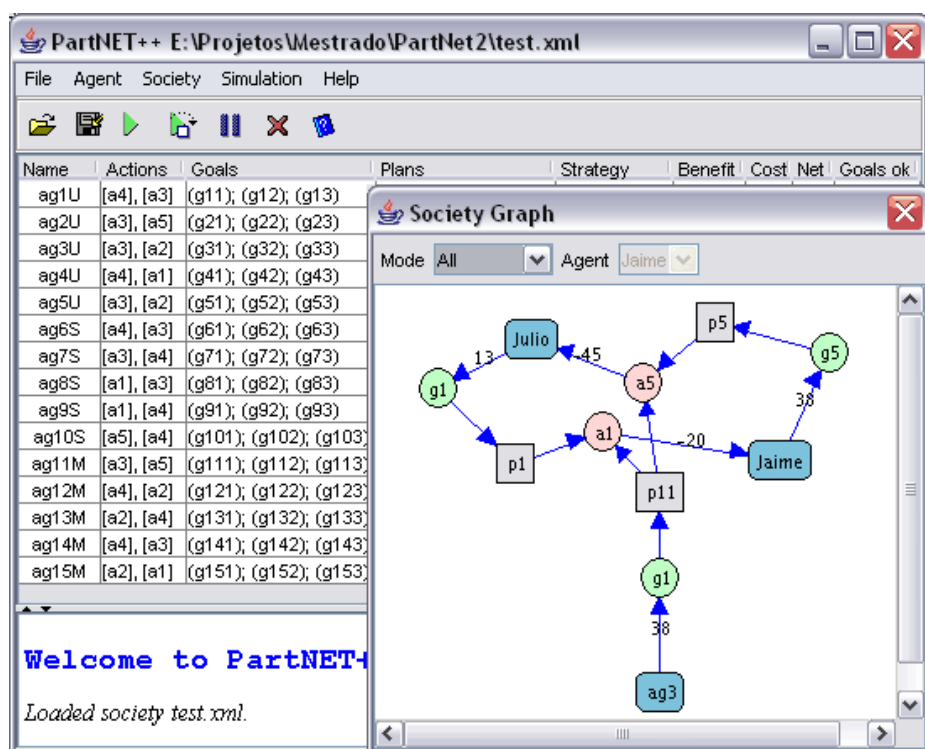 PartNET++ E:\Projetos\Mestrado\PartNet2\test.xml
File Agent Society Simulation Help
Name Actions Goals Plans Strategy Benefit Cost Net Goals ok
ag1U [a4], [a3] (g11); (g12); (g13)
ag2U [a3], [a5] (g21); (g22); (g23)
ag3U [a3], [a2] (g31); (g32); (g33)
ag4U [a4], [a1] (g41); (g42); (g43)
ag5U [a3], [a2] (g51); (g52); (g53)
ag6S [a4], [a3] (g61); (g62); (g63)
ag7S [a3], [a4] (g71); (g72); (g73)
ag8S [a1], [a3] (g81); (g82); (g83)
ag9S [a1], [a4] (g91); (g92); (g93)
ag10S [a5], [a4] (g101); (g102); (g103)
ag11M [a3], [a5] (g111); (g112); (g113)
ag12M [a4], [a2] (g121); (g122); (g123)
ag13M [a2], [a4] (g131); (g132); (g133)
ag14M [a4], [a3] (g141); (g142); (g143)
ag15M [a2], [a1] (g151); (g152); (g153)
Welcome to PartNET+
Loaded society test.xml.
Society Graph
Mode All Agent Jaime
p5
Julio
g5
13
-45
a5
g1
38
a1
-20
p1
Jaime
p11
g1
38
ag3